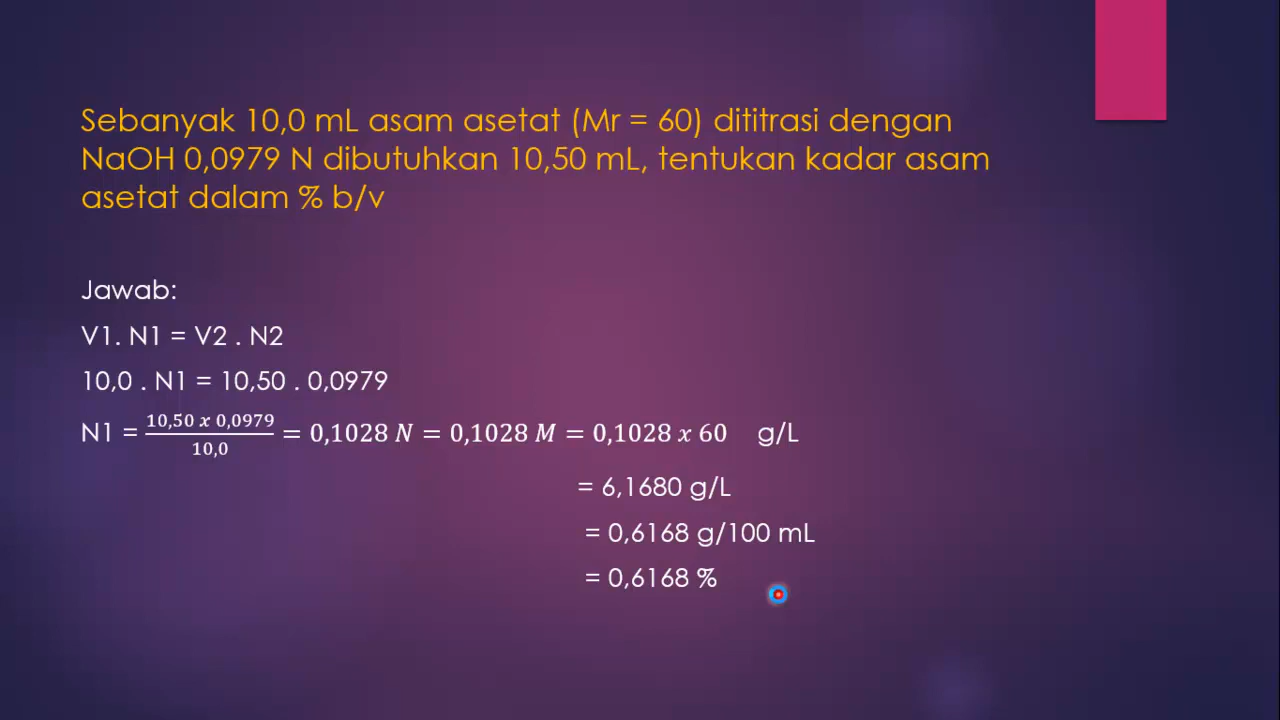 Sebanyak 10,0 mL asam asetat (Mr = 60) dititrasi dengan
NaOH 0,0979 N dibutuhkan 10,50 mL, tentukan kadar asam
asetat dalam % b/v
Jawab:
V1. N1 = V2 . N2
10,0 . N1 = 10,50 . 0,0979
N1 = \frac{10,50 x 0,0979}{10,0} = 0,1028 N = 0,1028 M = 0,1028 x 60 g/L
= 6,1680 g/L
= 0,6168 g/100 mL
= 0,6168 %